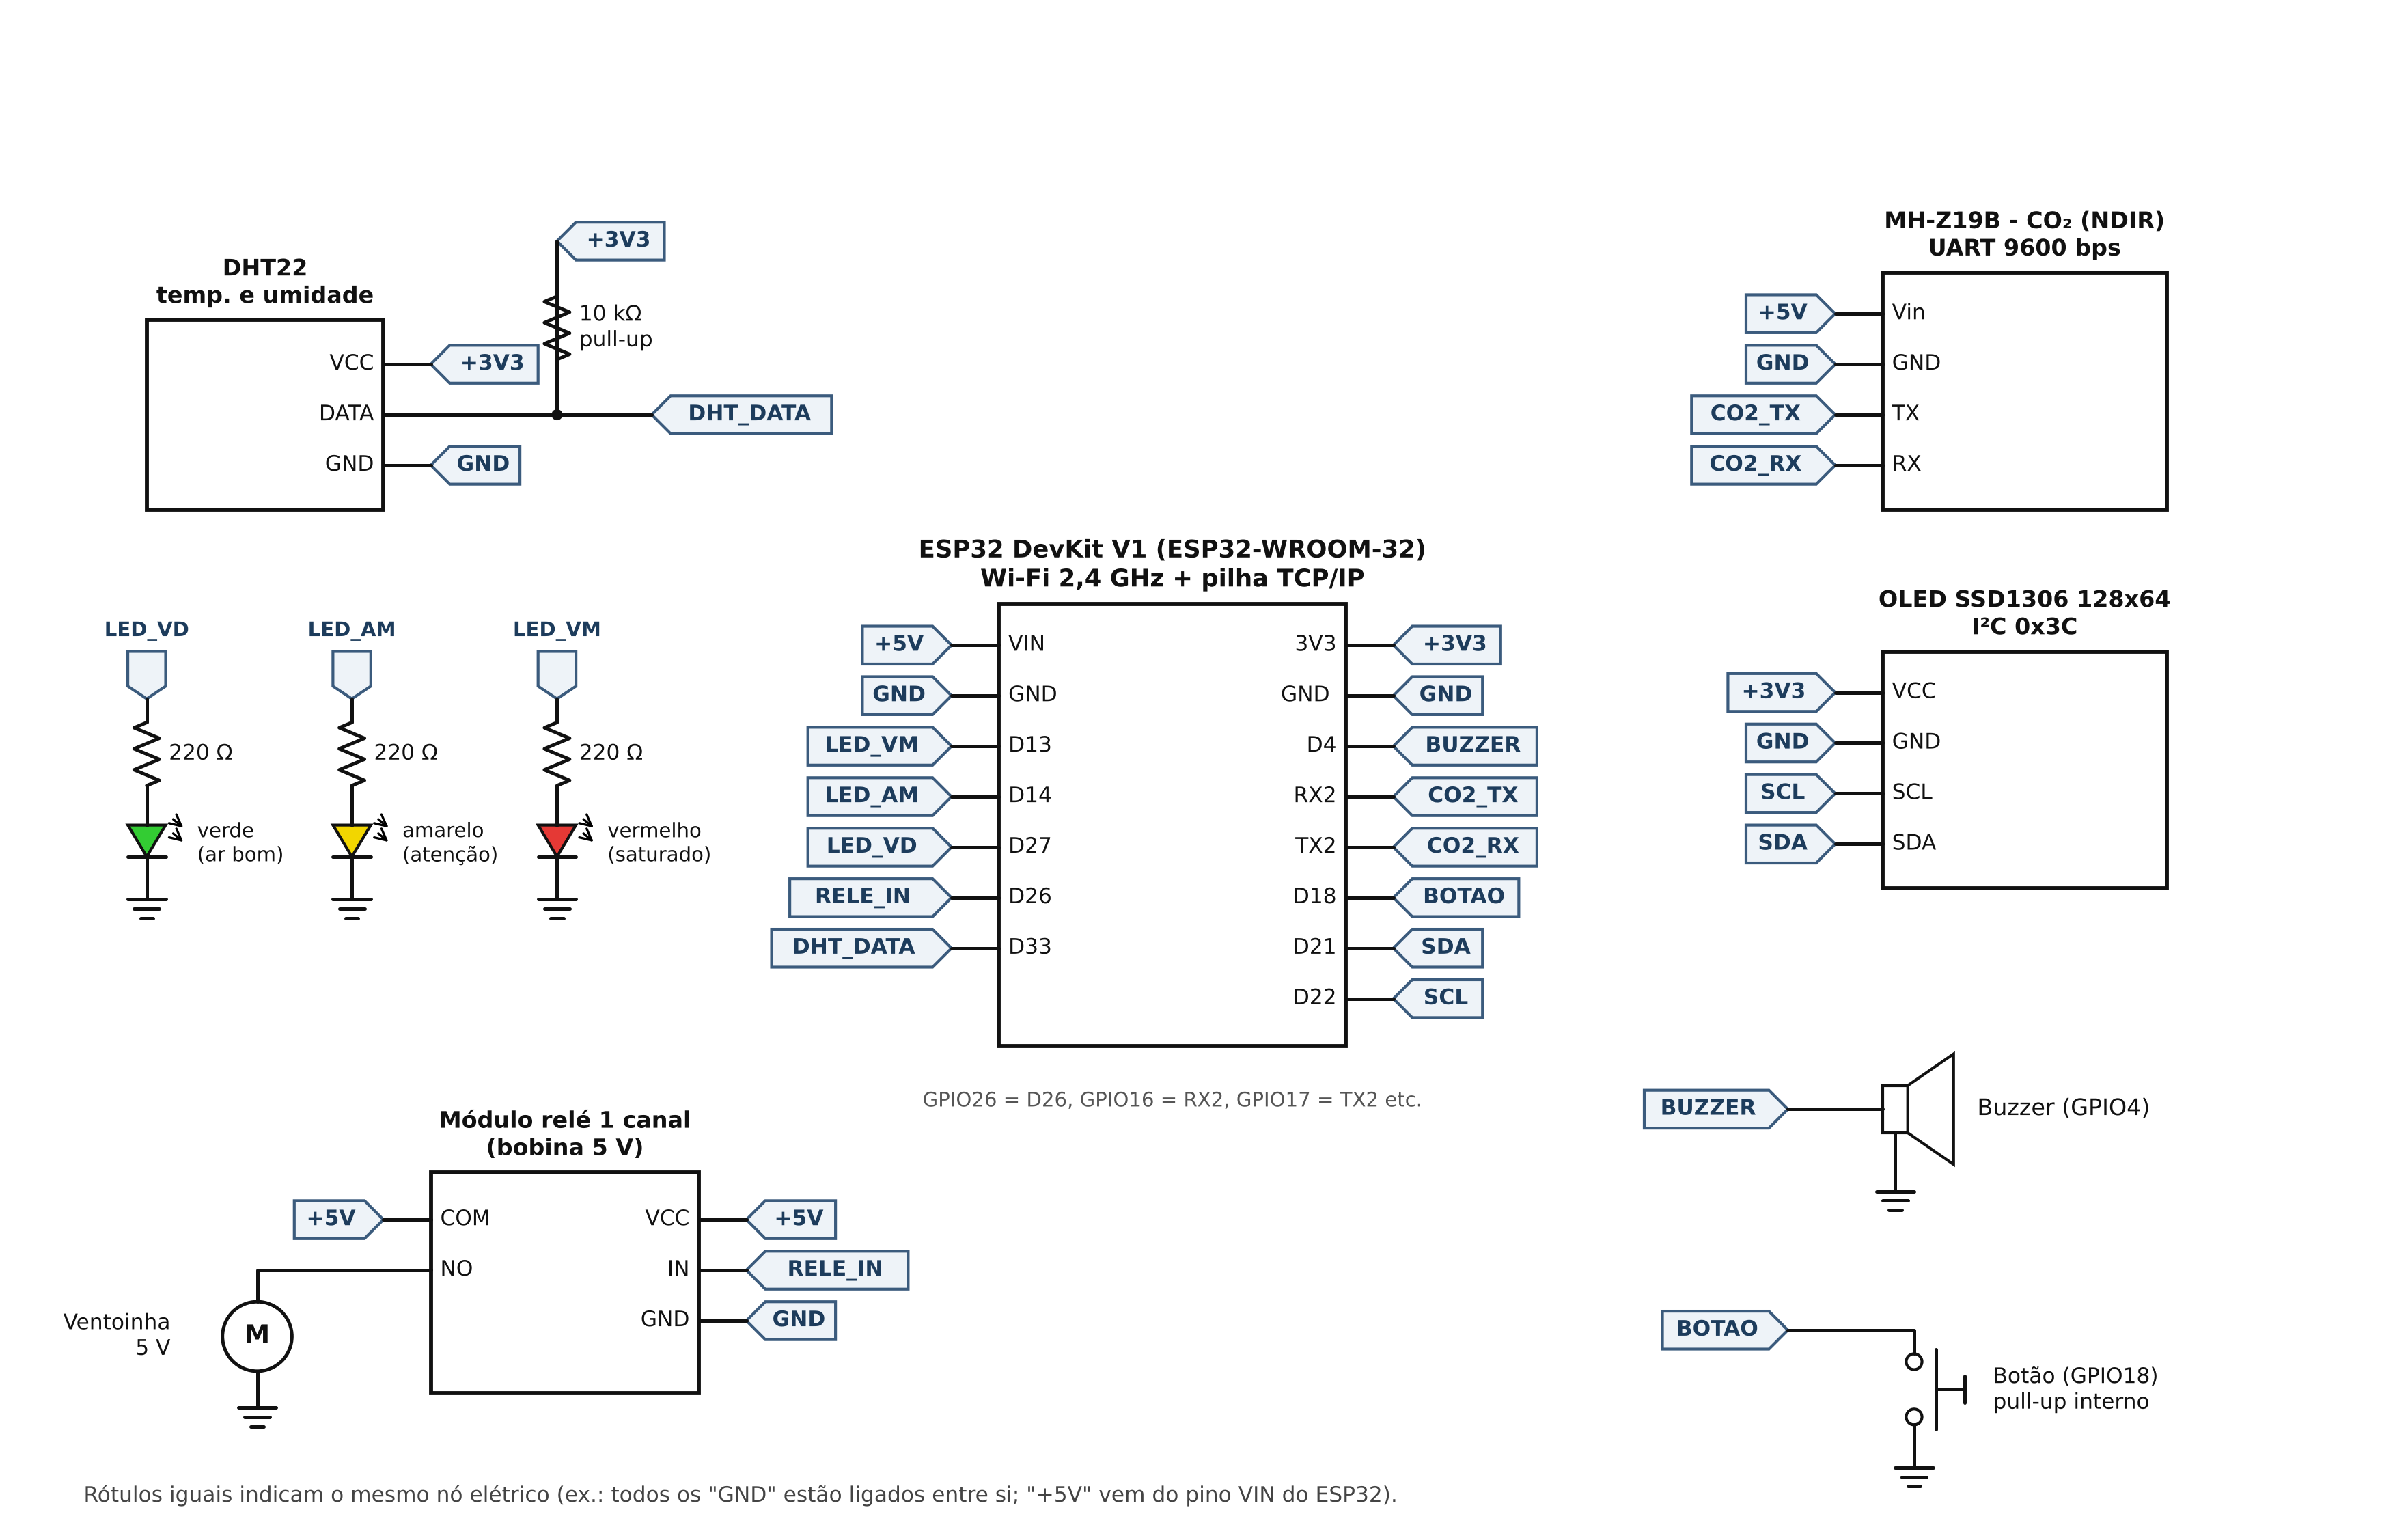 DHT22
temp. e umidade
VCC
DATA
GND
+3V3
+3V3
10 kΩ
pull-up
DHT_DATA
GND
MH-Z19B - CO₂ (NDIR)
UART 9600 bps
+5V
GND
CO2_TX
CO2_RX
Vin
GND
TX
RX
LED_VD
220 Ω
verde
(ar bom)
LED_AM
220 Ω
amarelo
(atenção)
LED_VM
220 Ω
vermelho
(saturado)
ESP32 DevKit V1 (ESP32-WROOM-32)
Wi-Fi 2,4 GHz + pilha TCP/IP
+5V
GND
LED_VM
LED_AM
LED_VD
RELE_IN
DHT_DATA
VIN
GND
D13
D14
D27
D26
D33
3V3
GND
D4
RX2
TX2
D18
D21
D22
+3V3
GND
BUZZER
CO2_TX
CO2_RX
BOTAO
SDA
SCL
GPIO26 = D26, GPIO16 = RX2, GPIO17 = TX2 etc.
OLED SSD1306 128x64
I²C 0x3C
+3V3
GND
SCL
SDA
VCC
GND
SCL
SDA
Módulo relé 1 canal
(bobina 5 V)
+5V
COM
NO
VCC
IN
GND
+5V
RELE_IN
GND
Ventoinha
5 V
M
BUZZER
Buzzer (GPIO4)
BOTAO
Botão (GPIO18)
pull-up interno
Rótulos iguais indicam o mesmo nó elétrico (ex.: todos os "GND" estão ligados entre si; "+5V" vem do pino VIN do ESP32).